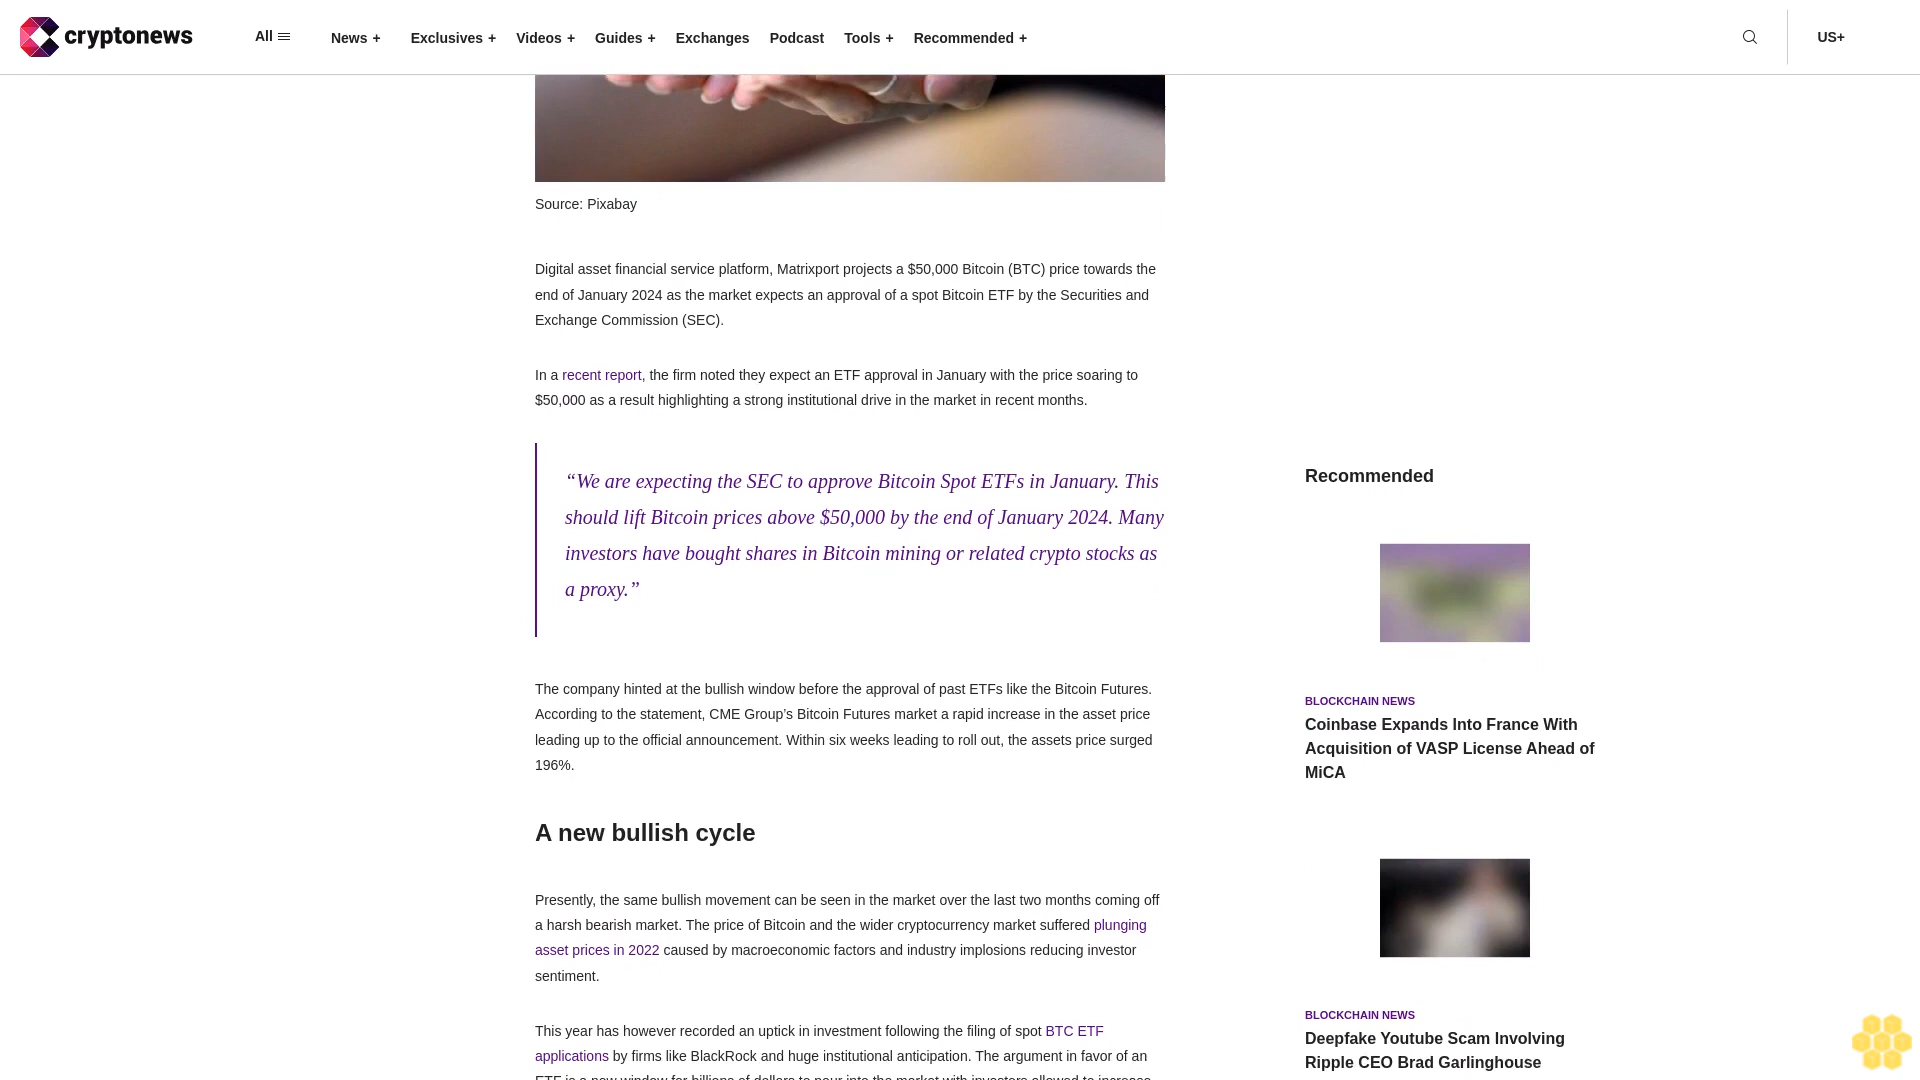 cryptonews
All
News +
Exclusives +
Videos +
Guides +
Exchanges
Podcast
Tools +
Recommended +
US+
Source: Pixabay
Digital asset financial service platform, Matrixport projects a $50,000 Bitcoin (BTC) price towards the
end of January 2024 as the market expects an approval of a spot Bitcoin ETF by the Securities and
Exchange Commission (SEC).
In a recent report, the firm noted they expect an ETF approval in January with the price soaring to
$50,000 as a result highlighting a strong institutional drive in the market in recent months.
“We are expecting the SEC to approve Bitcoin Spot ETFs in January. This
should lift Bitcoin prices above $50,000 by the end of January 2024. Many
investors have bought shares in Bitcoin mining or related crypto stocks as
a proxy.”
The company hinted at the bullish window before the approval of past ETFs like the Bitcoin Futures.
According to the statement, CME Group’s Bitcoin Futures market a rapid increase in the asset price
leading up to the official announcement. Within six weeks leading to roll out, the assets price surged
196%.
A new bullish cycle
Presently, the same bullish movement can be seen in the market over the last two months coming off
a harsh bearish market. The price of Bitcoin and the wider cryptocurrency market suffered plunging
asset prices in 2022 caused by macroeconomic factors and industry implosions reducing investor
sentiment.
This year has however recorded an uptick in investment following the filing of spot BTC ETF
applications by firms like BlackRock and huge institutional anticipation. The argument in favor of an
ETF is a new window for billions of dollars to pour into the market with investors allowed to increase
Recommended
BLOCKCHAIN NEWS
Coinbase Expands Into France With
Acquisition of VASP License Ahead of
MiCA
BLOCKCHAIN NEWS
Deepfake Youtube Scam Involving
Ripple CEO Brad Garlinghouse